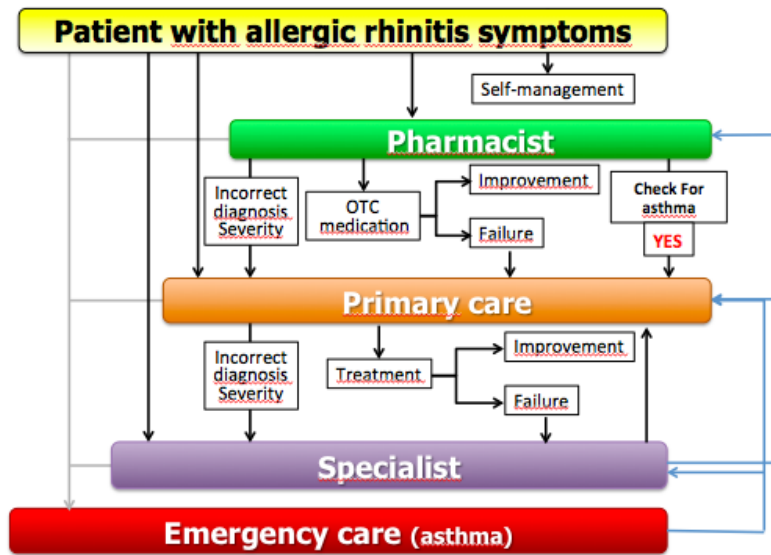 Patient with allergic rhinitis symptoms
Self-management
Pharmacist
Incorrect
diagnosis
Severity
OTC
medication
Improvement
Failure
Check For
asthma
YES
Primary care
Incorrect
diagnosis
Severity
Treatment
Improvement
Failure
Specialist
Emergency care (asthma)